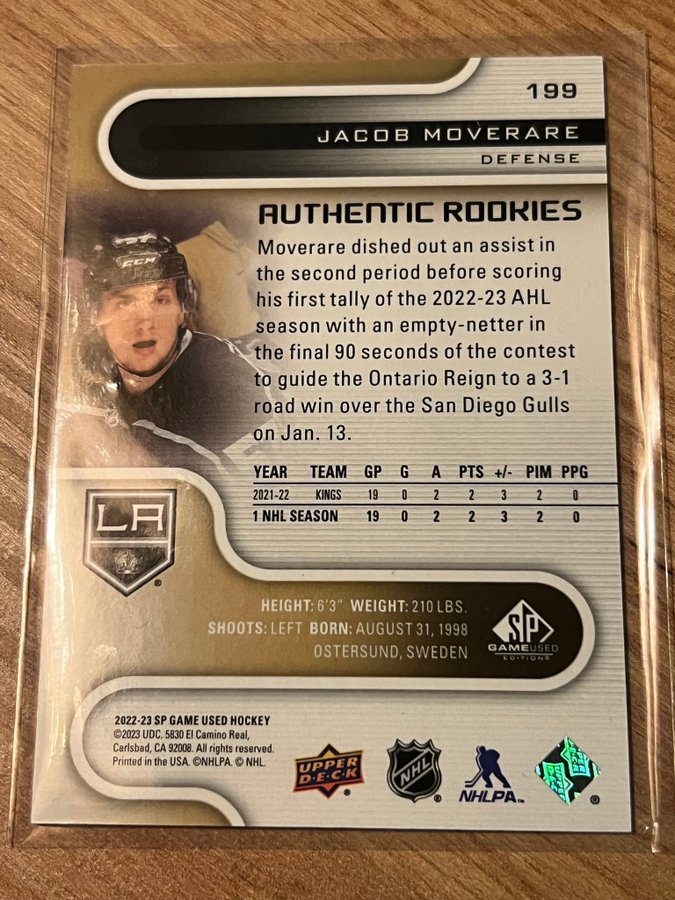 199
JACOB MOVERARE
DEFENSE
AUTHENTIC ROOKIES
CCM
Moverare dished out an assist in
the second period before scoring
his first tally of the 2022-23 AHL
season with an empty-netter in
the final 90 seconds of the contest
to guide the Ontario Reign to a 3-1
road win over the San Diego Gulls
on Jan. 13.
YEAR TEAM GP G A PTS +/- PIM PPG
2021-22 KINGS 19 0 2 2 3 2 0
1 NHL SEASON 19 0 2 2 3 2 0
LA
®
HEIGHT: 6'3" WEIGHT: 210 LBS.
SHOOTS: LEFT BORN: AUGUST 31, 1998
OSTERSUND, SWEDEN
SP
GAMEUSED
EDITIONS
2022-23 SP GAME USED HOCKEY
©2023 UDC. 5830 El Camino Real,
Carlsbad, CA 92008. All rights reserved.
Printed in the USA. ©NHLPA. © NHL.
UPPER
DECK
®
NHL
®
NHLPA™
®